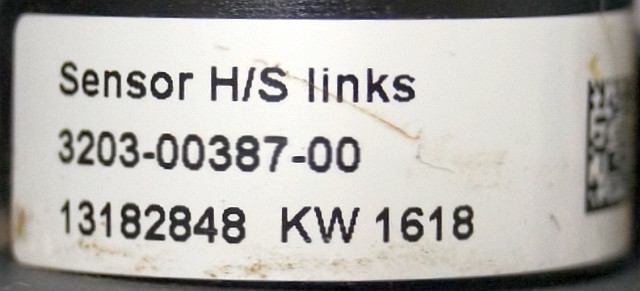 Sensor H/S links
3203-00387-00
13182848 KW 1618